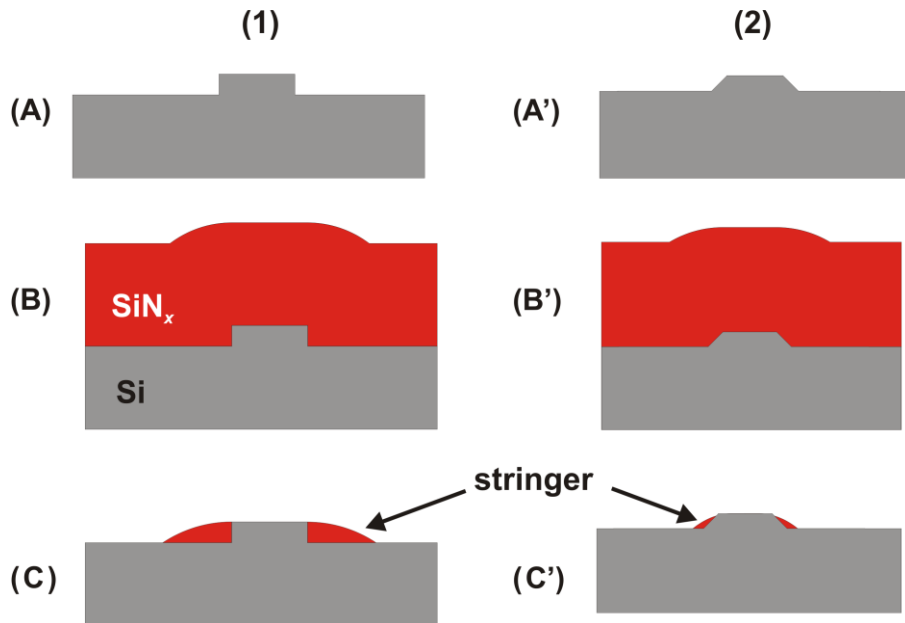 (1) (2)
(A) (A’)
(B) (B’)
SiNx
Si
stringer
(C) (C’)